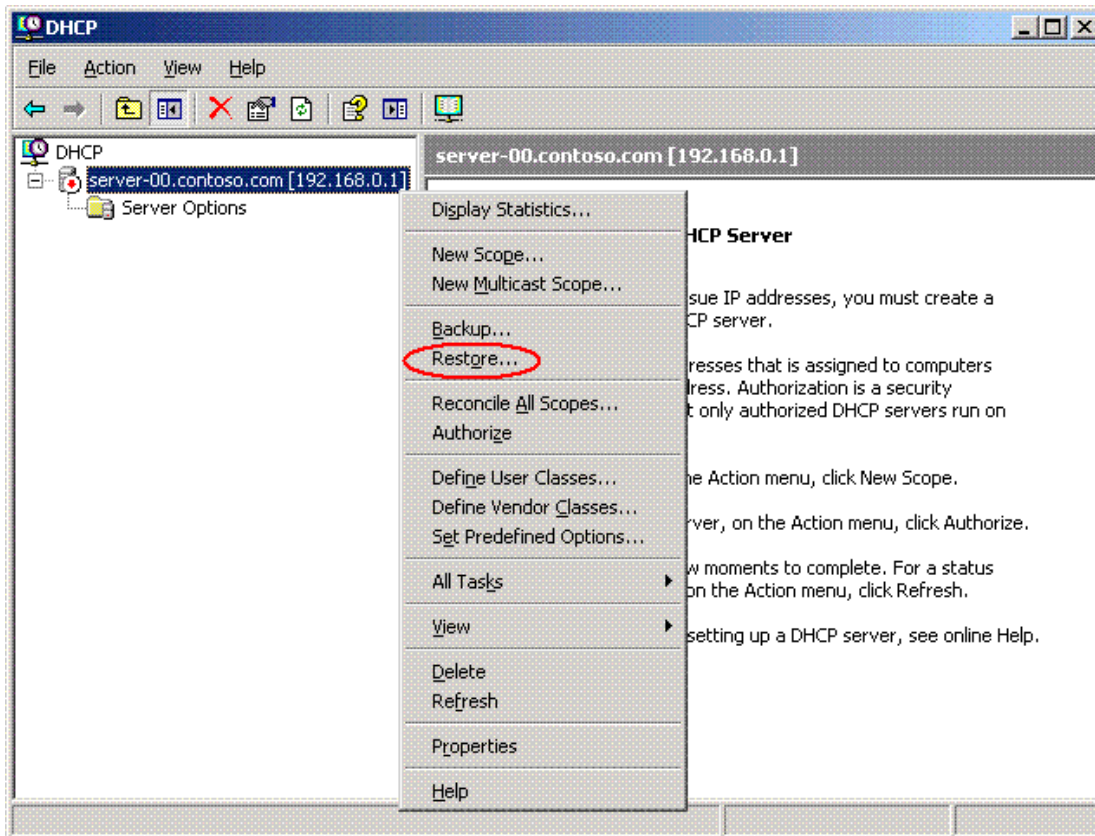 DHCP
File Action View Help
DHCP
server-00.contoso.com [192.168.0.1]
Server Options
server-00.contoso.com [192.168.0.1]
Display Statistics...
New Scope...
New Multicast Scope...
Backup...
Restore...
Reconcile All Scopes...
Authorize
Define User Classes...
Define Vendor Classes...
Set Predefined Options...
All Tasks
View
Delete
Refresh
Properties
Help
HCP Server
sue IP addresses, you must create a
CP server.
resses that is assigned to computers
ress. Authorization is a security
t only authorized DHCP servers run on
e Action menu, click New Scope.
rver, on the Action menu, click Authorize.
w moments to complete. For a status
on the Action menu, click Refresh.
setting up a DHCP server, see online Help.